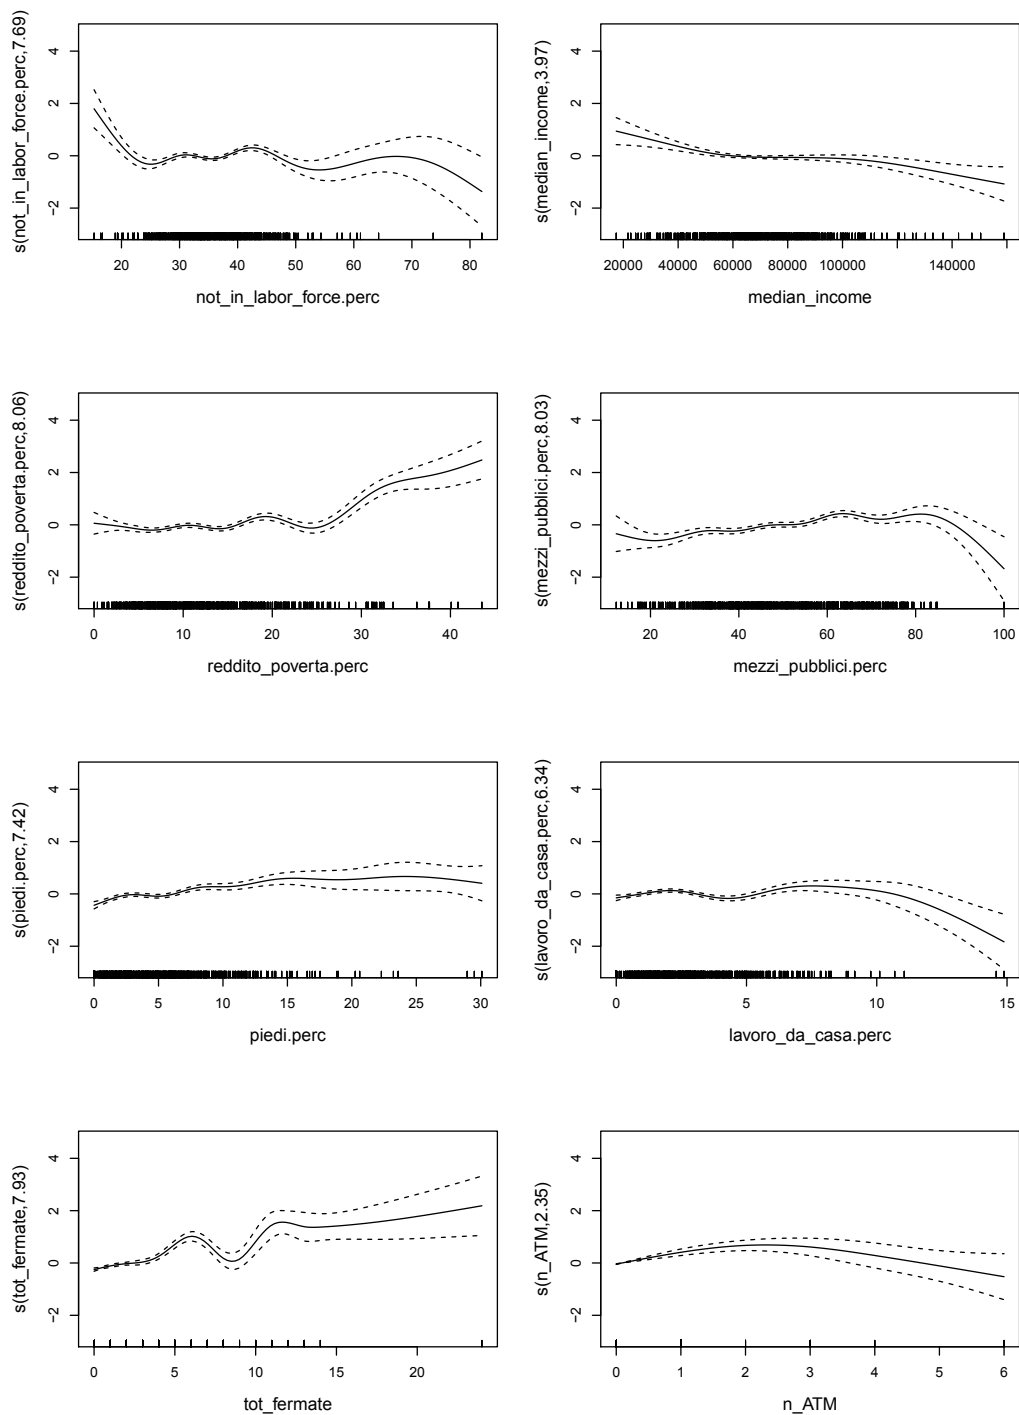 s(not_in_labor_force.perc,7.69)
4
2
0
-2
20 30 40 50 60 70 80
not_in_labor_force.perc
s(median_income,3.97)
4
2
0
-2
20000 40000 60000 80000 100000 140000
median_income
s(reddito_poverta.perc,8.06)
4
2
0
-2
0 10 20 30 40
reddito_poverta.perc
s(mezzi_pubblici.perc,8.03)
4
2
0
-2
20 40 60 80 100
mezzi_pubblici.perc
s(piedi.perc,7.42)
4
2
0
-2
0 5 10 15 20 25 30
piedi.perc
s(lavoro_da_casa.perc,6.34)
4
2
0
-2
0 5 10 15
lavoro_da_casa.perc
s(tot_fermate,7.93)
4
2
0
-2
0 5 10 15 20
tot_fermate
s(n_ATM,2.35)
4
2
0
-2
0 1 2 3 4 5 6
n_ATM